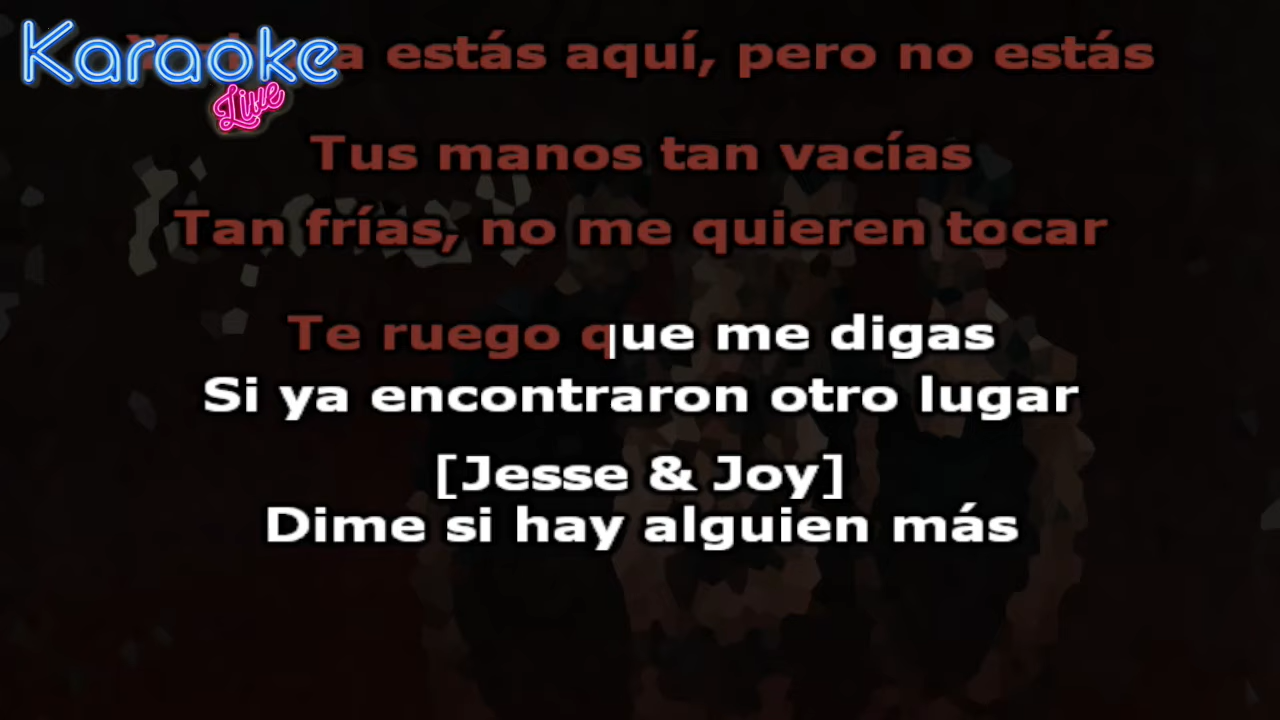 Karaoke
Live
estás aquí, pero no estás
Tus manos tan vacías
Tan frías, no me quieren tocar
Te ruego que me digas
Si ya encontraron otro lugar
[Jesse & Joy]
Dime si hay alguien más